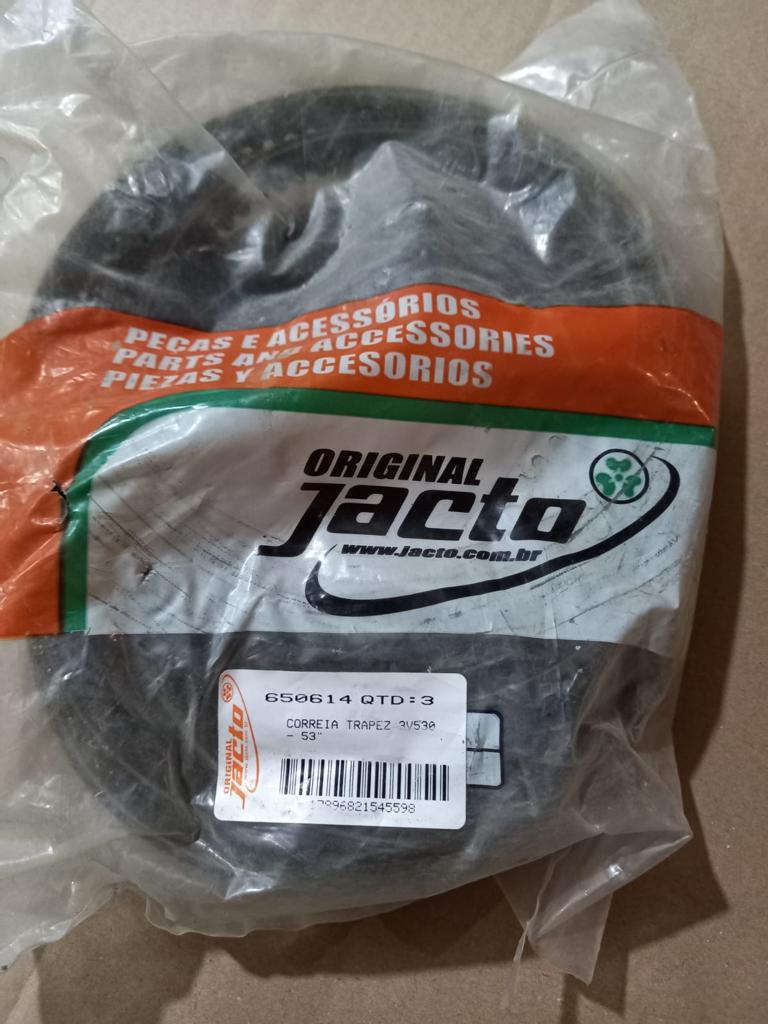 PEÇAS E ACESSÓRIOS
PARTS AND ACCESSORIES
PIEZAS Y ACCESORIOS
ORIGINAL
Jacto
www.jacto.com.br
650614 QTD:3
CORREIA TRAPEZ 3V530
- 53"
17896821545598
ORIGINAL
Jacto